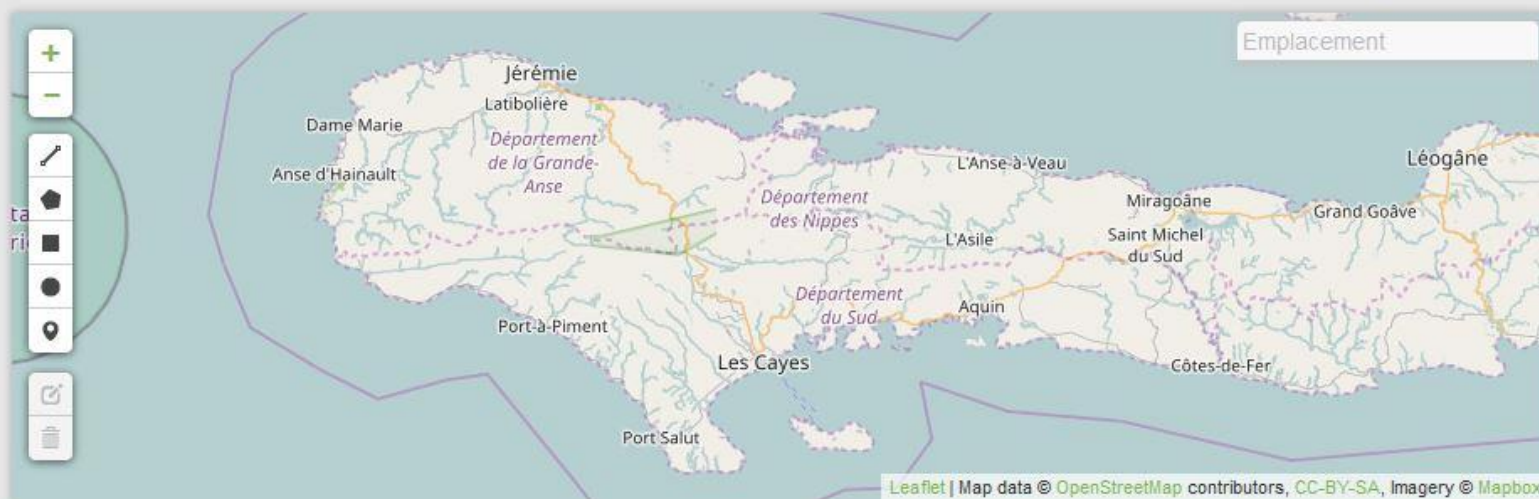 +
Emplacement
−
Jérémie
Latibolière
Dame Marie
Département
de la Grande-
Anse
Anse d'Hainault
L'Anse-à-Veau
Léogâne
Département
des Nippes
Miragoâne
Grand Goâve
L'Asile
Saint Michel
du Sud
Département
du Sud
Aquin
Port-à-Piment
Les Cayes
Côtes-de-Fer
Port Salut
Leaflet | Map data © OpenStreetMap contributors, CC-BY-SA, Imagery © Mapbo